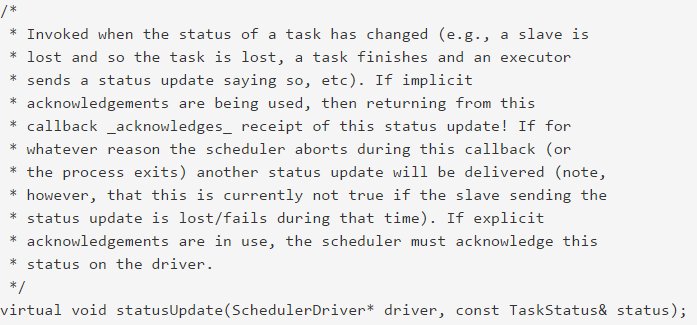 /*
 * Invoked when the status of a task has changed (e.g., a slave is
 * lost and so the task is lost, a task finishes and an executor
 * sends a status update saying so, etc). If implicit
 * acknowledgements are being used, then returning from this
 * callback _acknowledges_ receipt of this status update! If for
 * whatever reason the scheduler aborts during this callback (or
 * the process exits) another status update will be delivered (note,
 * however, that this is currently not true if the slave sending the
 * status update is lost/fails during that time). If explicit
 * acknowledgements are in use, the scheduler must acknowledge this
 * status on the driver.
 */
virtual void statusUpdate(SchedulerDriver* driver, const TaskStatus& status);